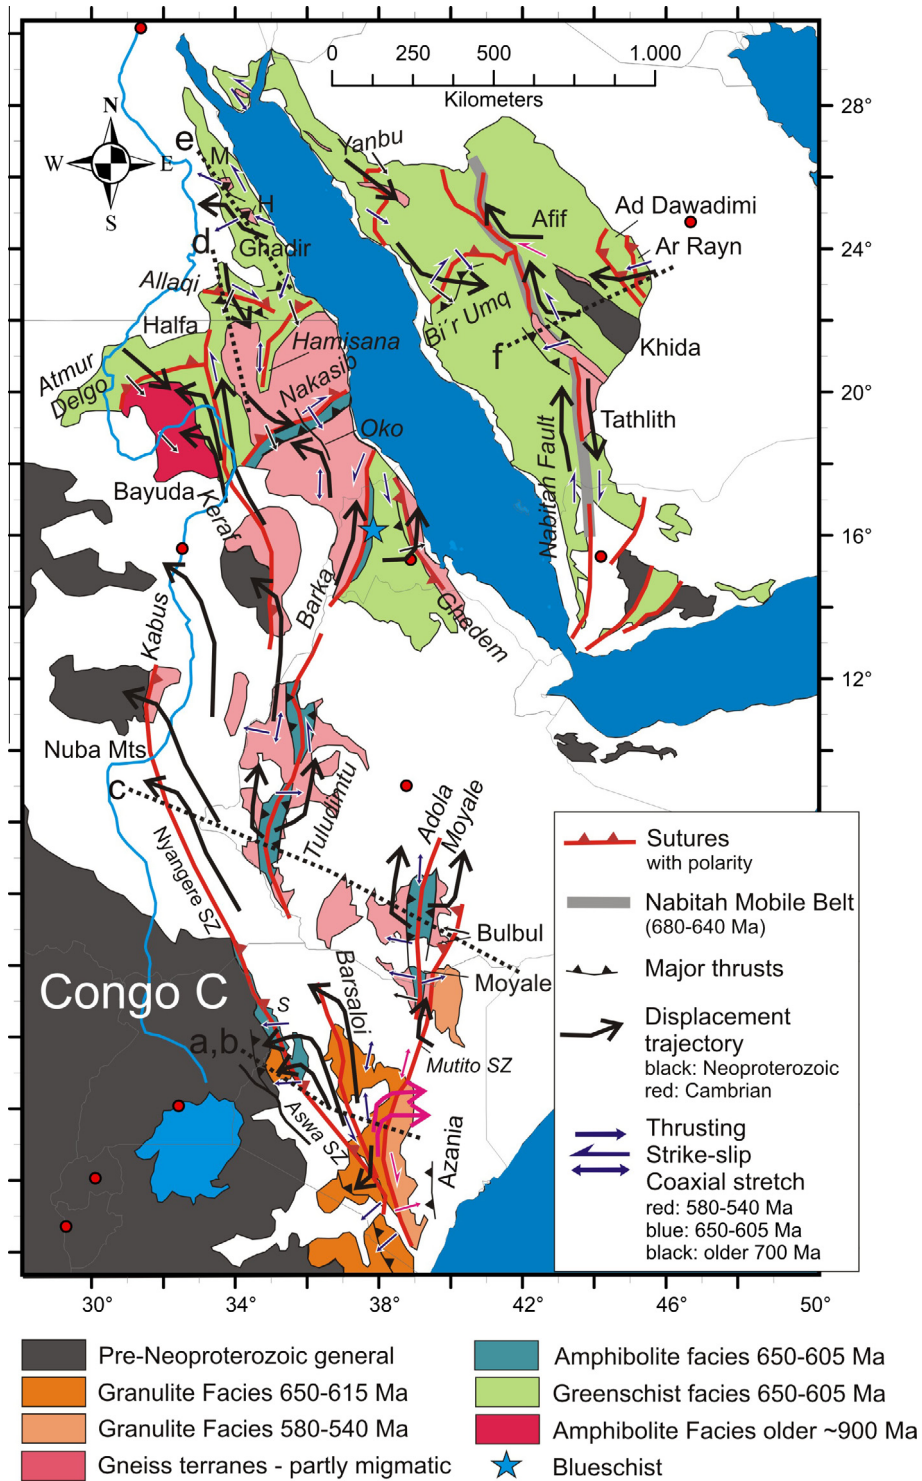 0 250 500 1.000
Kilometers
N
W E
S
28°
24°
20°
16°
12°
e
M
H
d
Ghadir
Yanbu
Afif
Ad Dawadimi
Ar Rayn
Allaqi
Halfa
Bi´r Umq
f
Khida
Hamisana
Atmur
Delgo
Nakasib
Oko
Tathlith
Nabitah Fault
Bayuda
Keraf
Barka
Ghedem
Kabus
Nuba Mts
c
Tuludimtu
Adola
Moyale
Nyangere SZ
Bulbul
Moyale
Congo C
S
Barsaloi
a,b
Mutito SZ
Aswa SZ
Azania
Sutures
with polarity
Nabitah Mobile Belt
(680-640 Ma)
Major thrusts
Displacement
trajectory
black: Neoproterozoic
red: Cambrian
Thrusting
Strike-slip
Coaxial stretch
red: 580-540 Ma
blue: 650-605 Ma
black: older 700 Ma
30° 34° 38° 42° 46° 50°
Pre-Neoproterozoic general
Granulite Facies 650-615 Ma
Granulite Facies 580-540 Ma
Gneiss terranes - partly migmatic
Amphibolite facies 650-605 Ma
Greenschist facies 650-605 Ma
Amphibolite Facies older ~900 Ma
Blueschist